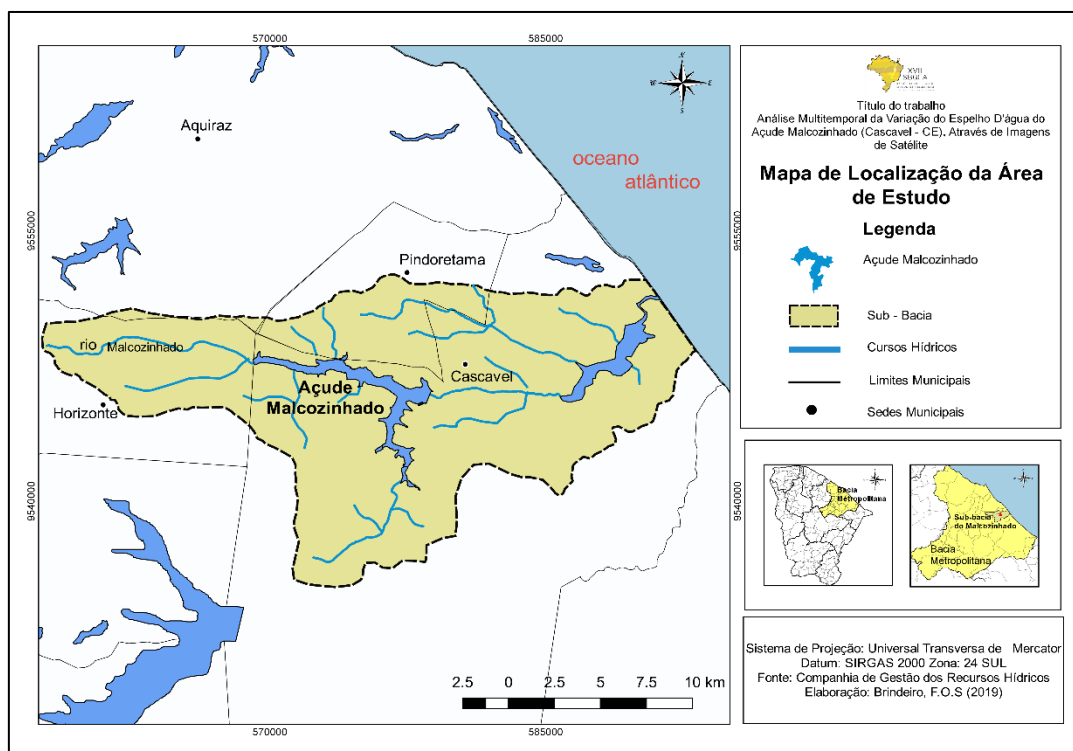 570000
585000
9555000
9555000
9540000
9540000
570000
585000
Aquiraz
oceano
atlântico
Pindoretama
rio Malcozinhado
Cascavel
Açude
Malcozinhado
Horizonte
N
W
E
S
2.5 0 2.5 5 7.5 10 km
XVII
SBGFA
Título do trabalho
Análise Multitemporal da Variação do Espelho D'água do
Açude Malcozinhado (Cascavel - CE). Através de Imagens
de Satélite
Mapa de Localização da Área
de Estudo
Legenda
Açude Malcozinhado
Sub - Bacia
Cursos Hídricos
Limites Municipais
Sedes Municipais
Bacia
Metropolitana
Sub-bacia
do Malcozinhado
Bacia
Metropolitana
Sistema de Projeção: Universal Transversa de Mercator
Datum: SIRGAS 2000 Zona: 24 SUL
Fonte: Companhia de Gestão dos Recursos Hídricos
Elaboração: Brindeiro, F.O.S (2019)